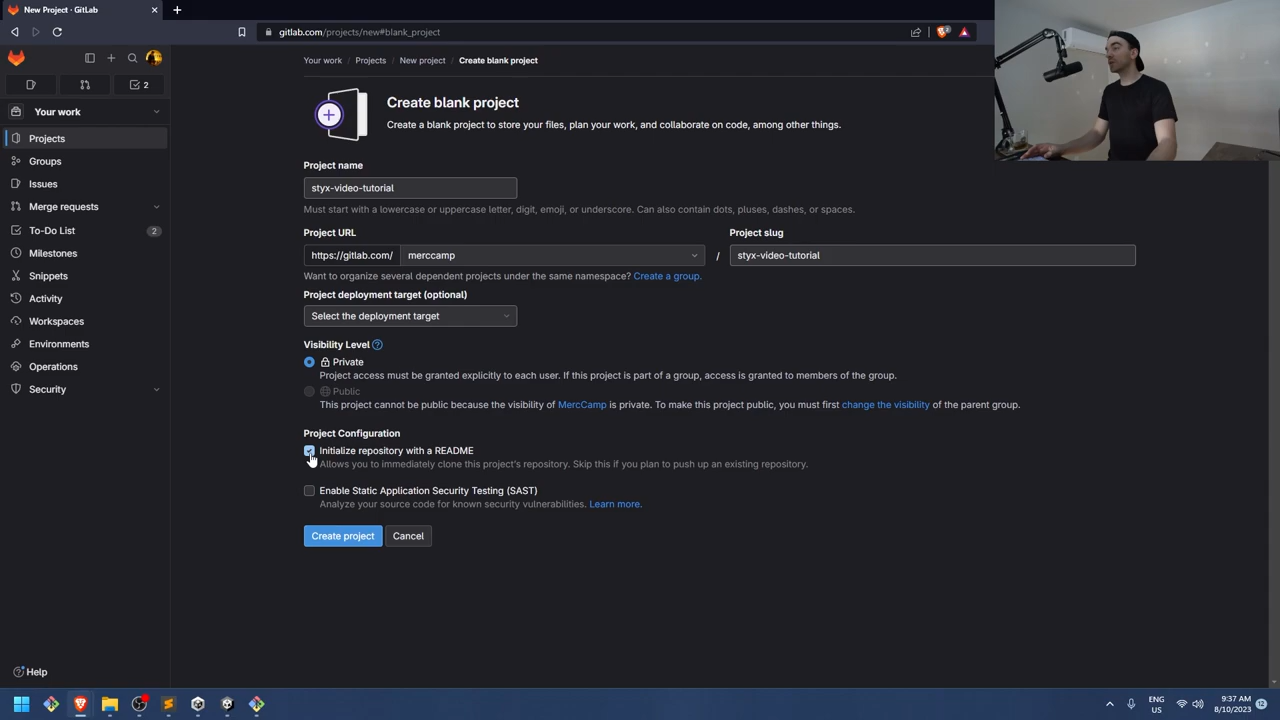 New Project · GitLab
gitlab.com/projects/new#blank_project
2
2
Your work
Projects
Groups
Issues
Merge requests
To-Do List
2
Milestones
Snippets
Activity
Workspaces
Environments
Operations
Security
Help
Your work / Projects / New project / Create blank project
Create blank project
Create a blank project to store your files, plan your work, and collaborate on code, among other things.
Project name
styx-video-tutorial
Must start with a lowercase or uppercase letter, digit, emoji, or underscore. Can also contain dots, pluses, dashes, or spaces.
Project URL
https://gitlab.com/
merccamp
/
Project slug
styx-video-tutorial
Want to organize several dependent projects under the same namespace? Create a group.
Project deployment target (optional)
Select the deployment target
Visibility Level
Private
Project access must be granted explicitly to each user. If this project is part of a group, access is granted to members of the group.
Public
This project cannot be public because the visibility of MercCamp is private. To make this project public, you must first change the visibility of the parent group.
Project Configuration
Initialize repository with a README
Allows you to immediately clone this project's repository. Skip this if you plan to push up an existing repository.
Enable Static Application Security Testing (SAST)
Analyze your source code for known security vulnerabilities. Learn more.
Create project
Cancel
ENG
US
9:37 AM
8/10/2023
12